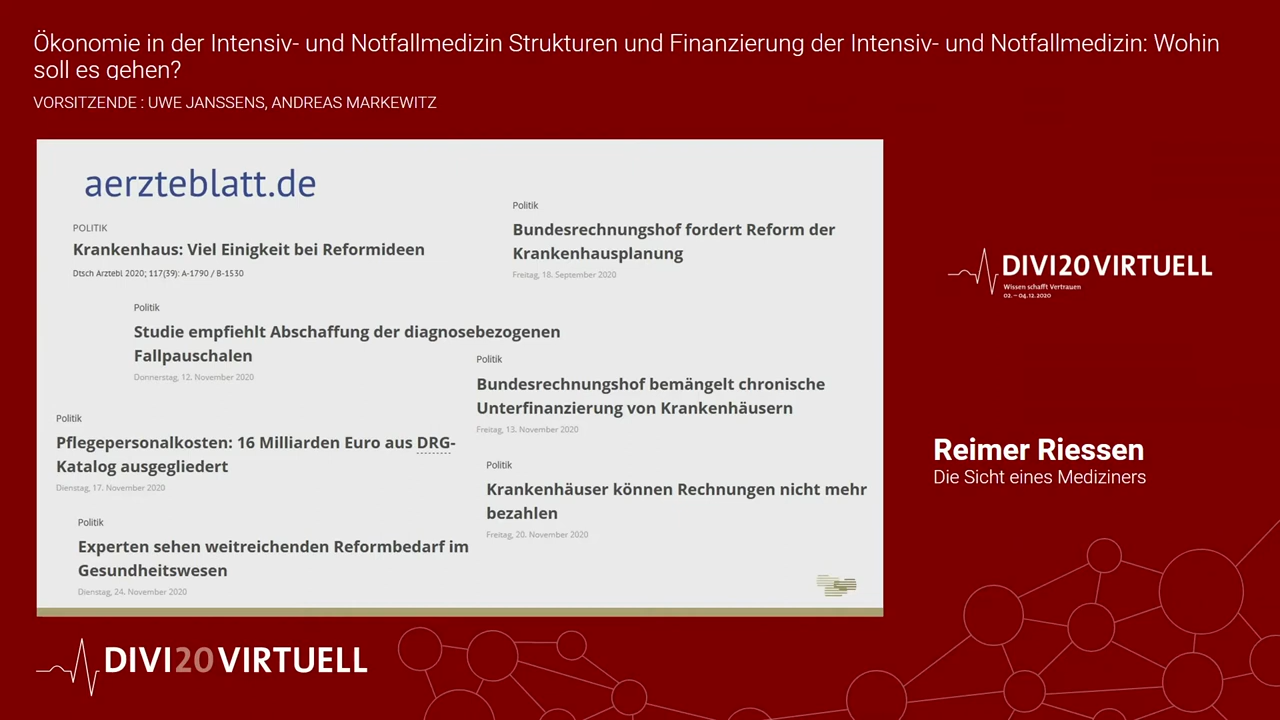 Ökonomie in der Intensiv- und Notfallmedizin Strukturen und Finanzierung der Intensiv- und Notfallmedizin: Wohin
soll es gehen?
VORSITZENDE : UWE JANSSENS, ANDREAS MARKEWITZ
aerzteblatt.de
POLITIK
Krankenhaus: Viel Einigkeit bei Reformideen
Dtsch Arztebl 2020; 117(39): A-1790 / B-1530
Politik
Bundesrechnungshof fordert Reform der
Krankenhausplanung
Freitag, 18. September 2020
Politik
Studie empfiehlt Abschaffung der diagnosebezogenen
Fallpauschalen
Donnerstag, 12. November 2020
Politik
Bundesrechnungshof bemängelt chronische
Unterfinanzierung von Krankenhäusern
Freitag, 13. November 2020
Politik
Pflegepersonalkosten: 16 Milliarden Euro aus DRG-
Katalog ausgegliedert
Dienstag, 17. November 2020
Politik
Krankenhäuser können Rechnungen nicht mehr
bezahlen
Freitag, 20. November 2020
Politik
Experten sehen weitreichenden Reformbedarf im
Gesundheitswesen
Dienstag, 24. November 2020
DIVI20VIRTUELL
Wissen schafft Vertrauen
02. – 04.12.2020
Reimer Riessen
Die Sicht eines Mediziners
DIVI20VIRTUELL